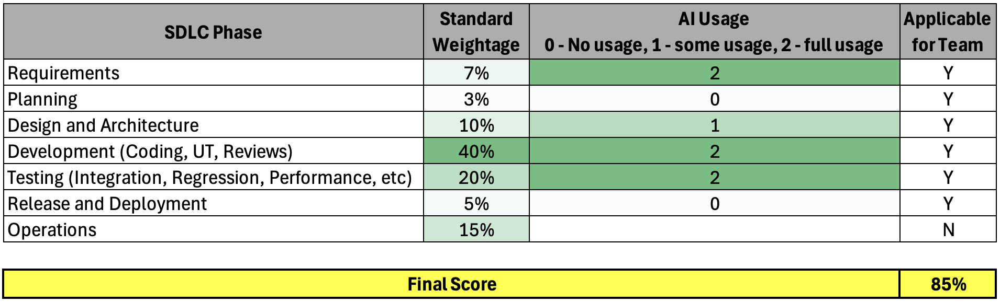 SDLC Phase Standard Weightage AI Usage 0 - No usage, 1 - some usage, 2 - full usage Applicable for Team
Requirements 7% 2 Y
Planning 3% 0 Y
Design and Architecture 10% 1 Y
Development (Coding, UT, Reviews) 40% 2 Y
Testing (Integration, Regression, Performance, etc) 20% 2 Y
Release and Deployment 5% 0 Y
Operations 15% N
Final Score 85%